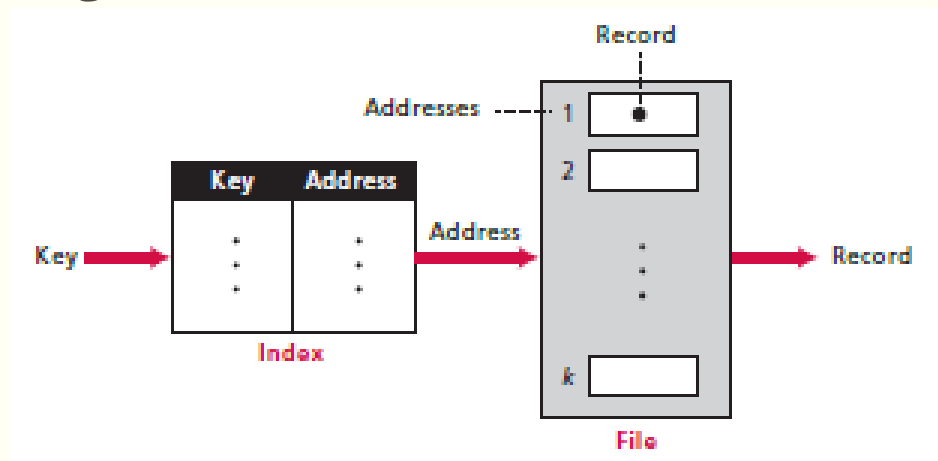 Record
Addresses
1
2
Key Address
Key
Address
Record
Index
k
File